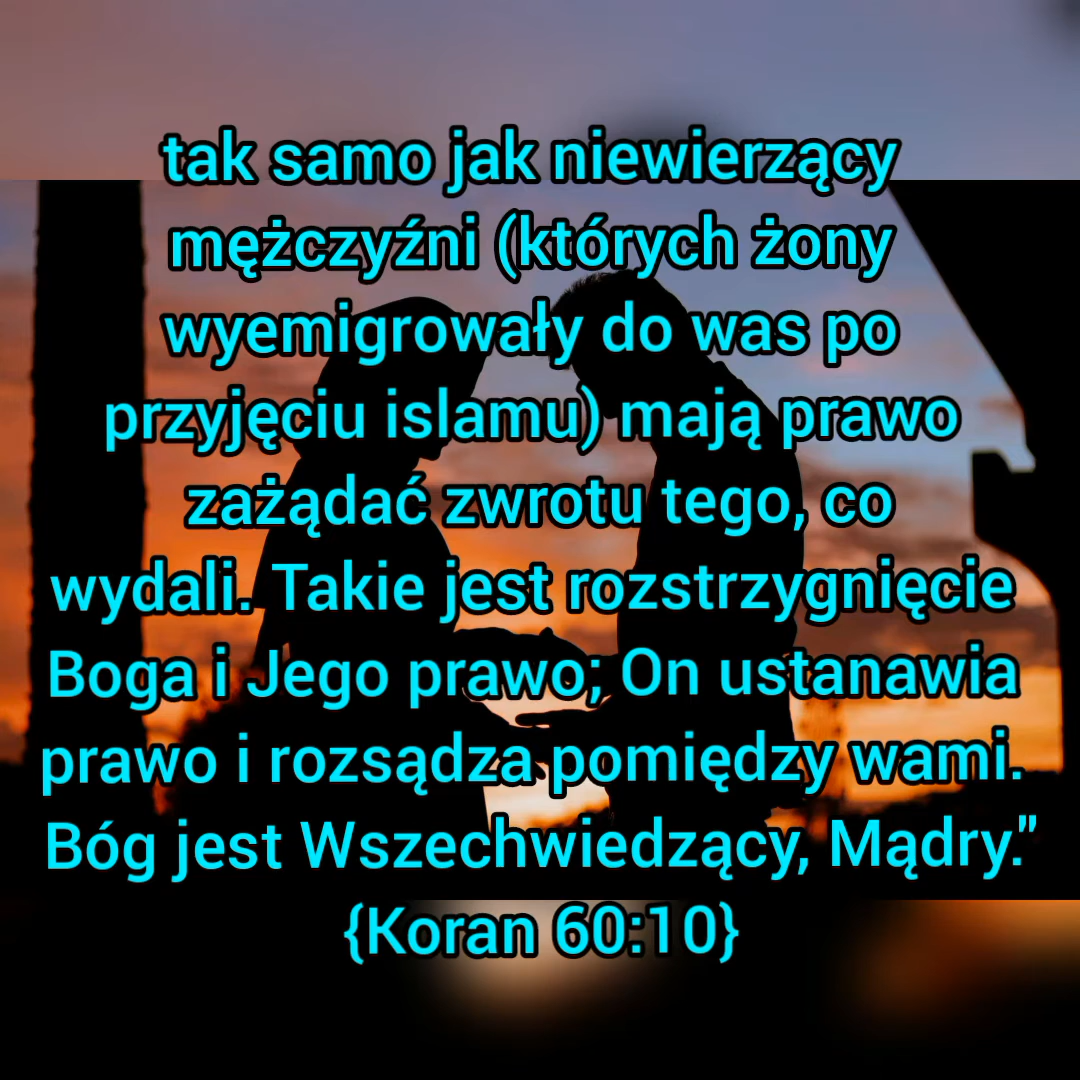 tak samo jak niewierzący
mężczyźni (których żony
wyemigrowały do was po
przyjęciu islamu) mają prawo
zażądać zwrotu tego, co
wydali. Takie jest rozstrzygnięcie
Boga i Jego prawo; On ustanawia
prawo i rozsądza pomiędzy wami.
Bóg jest Wszechwiedzący, Mądry."
{Koran 60:10}